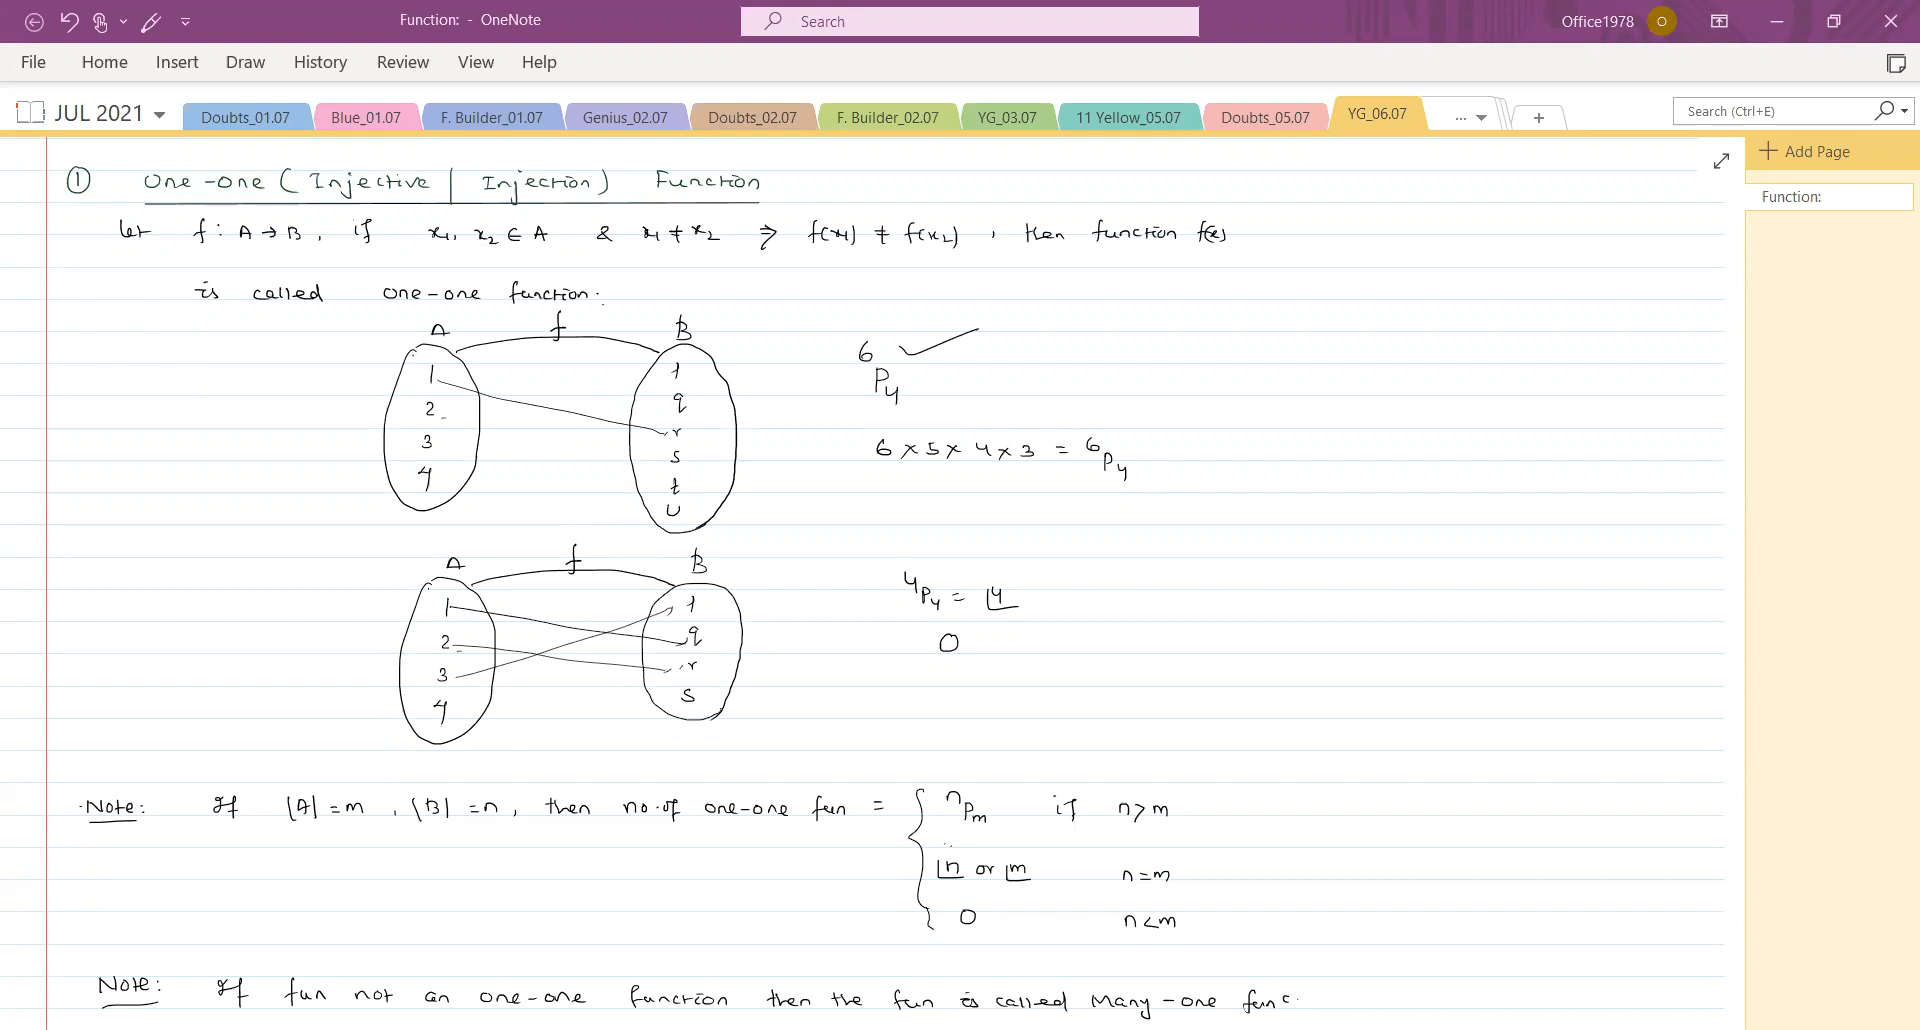 Function: - OneNote
Search
Office1978
O
File Home Insert Draw History Review View Help
JUL 2021
Doubts_01.07 Blue_01.07 F. Builder_01.07 Genius_02.07 Doubts_02.07 F. Builder_02.07 YG_03.07 11 Yellow_05.07 Doubts_05.07 YG_06.07 ... +
Search (Ctrl+E)
+ Add Page
Function:
① One-one (Injective | Injection) Function
Let f: A → B, if x₁, x₂ ∈ A & x₁ ≠ x₂ ⇒ f(x₁) ≠ f(x₂), then function f(x)
is called one-one function.
A f B
1
2
3
4
q
r
s
t
u
⁶P₄ ✓
6 × 5 × 4 × 3 = ⁶P₄
A f B
1
2
3
4
q
r
s
⁴P₄ = ∟4
0
Note: If |A| = m, |B| = n, then no. of one-one fun = { ⁿPₘ if n > m
∟n or ∟m n = m
0 n < m
Note: If fun not an one-one function then the fun is called Many-one func.